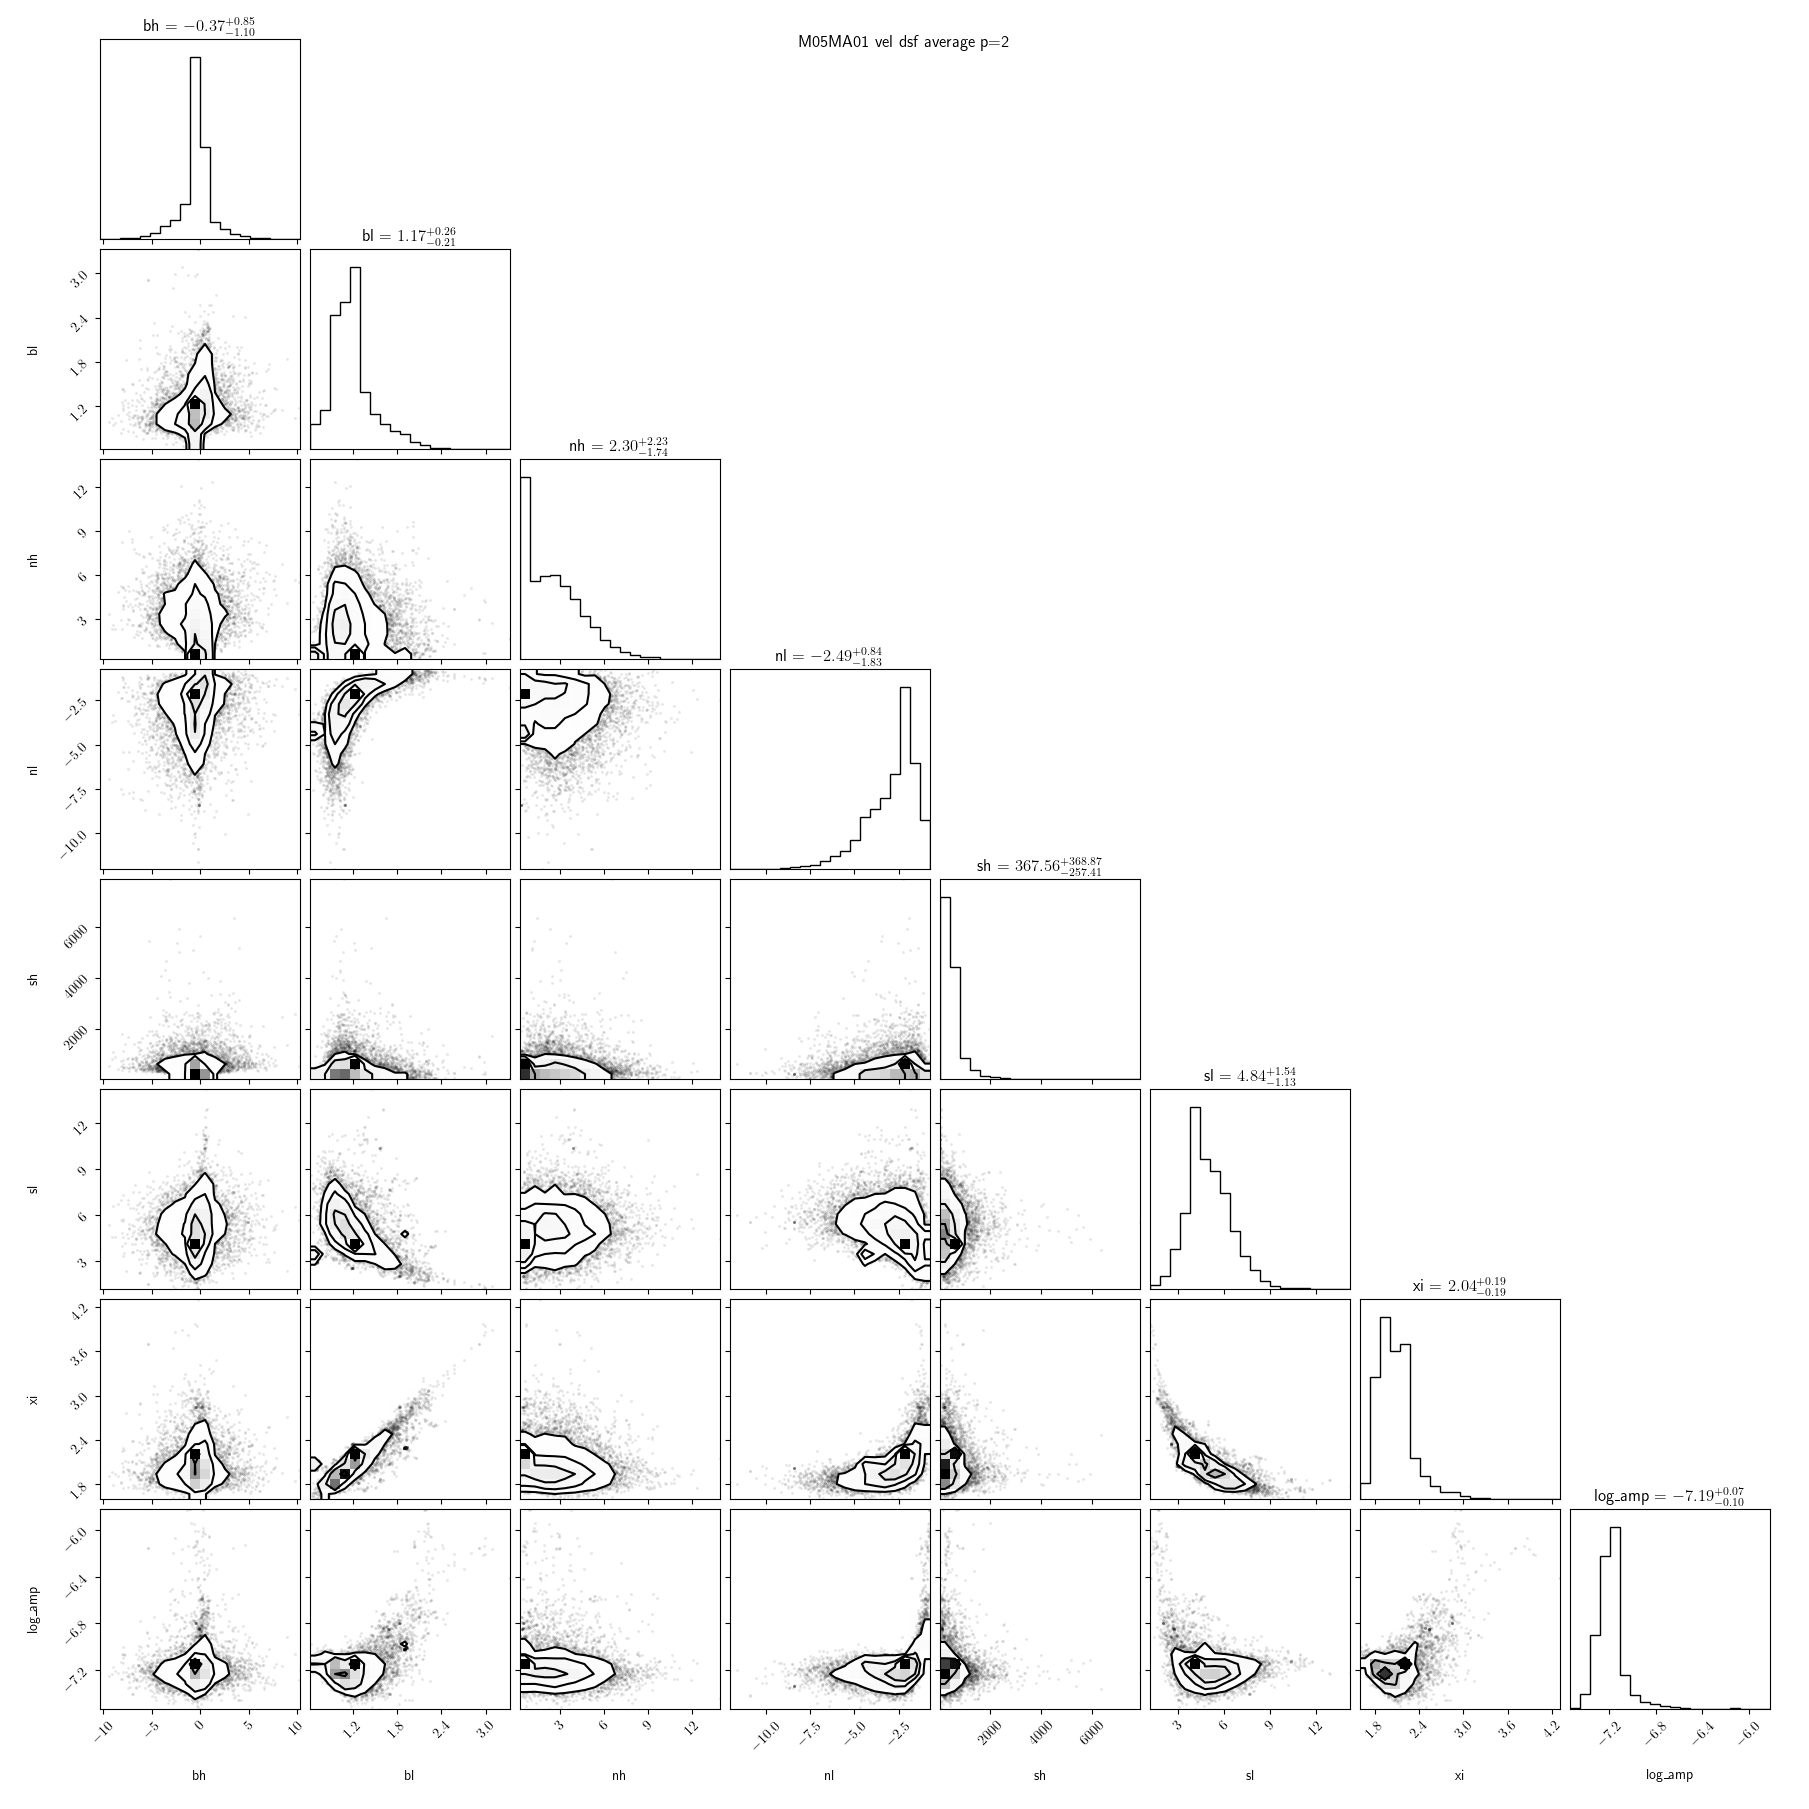 M05MA01 vel dsf average p=2
bh = −0.37^{+0.85}_{−1.10}
bl = 1.17^{+0.26}_{−0.21}
3.0
2.4
1.8
1.2
bl
nh = 2.30^{+2.23}_{−1.74}
12
9
6
3
nh
nl = −2.49^{+0.84}_{−1.83}
−2.5
−5.0
−7.5
−10.0
nl
sh = 367.56^{+368.87}_{−257.41}
6000
4000
2000
sh
sl = 4.84^{+1.54}_{−1.13}
12
9
6
3
sl
xi = 2.04^{+0.19}_{−0.19}
4.2
3.6
3.0
2.4
1.8
xi
log_amp = −7.19^{+0.07}_{−0.10}
−6.0
−6.4
−6.8
−7.2
log_amp
−10 −5 0 5 10 1.2 1.8 2.4 3.0 3 6 9 12 −10.0 −7.5 −5.0 −2.5 2000 4000 6000 3 6 9 12 1.8 2.4 3.0 3.6 4.2 −7.2 −6.8 −6.4 −6.0
bh bl nh nl sh sl xi log_amp